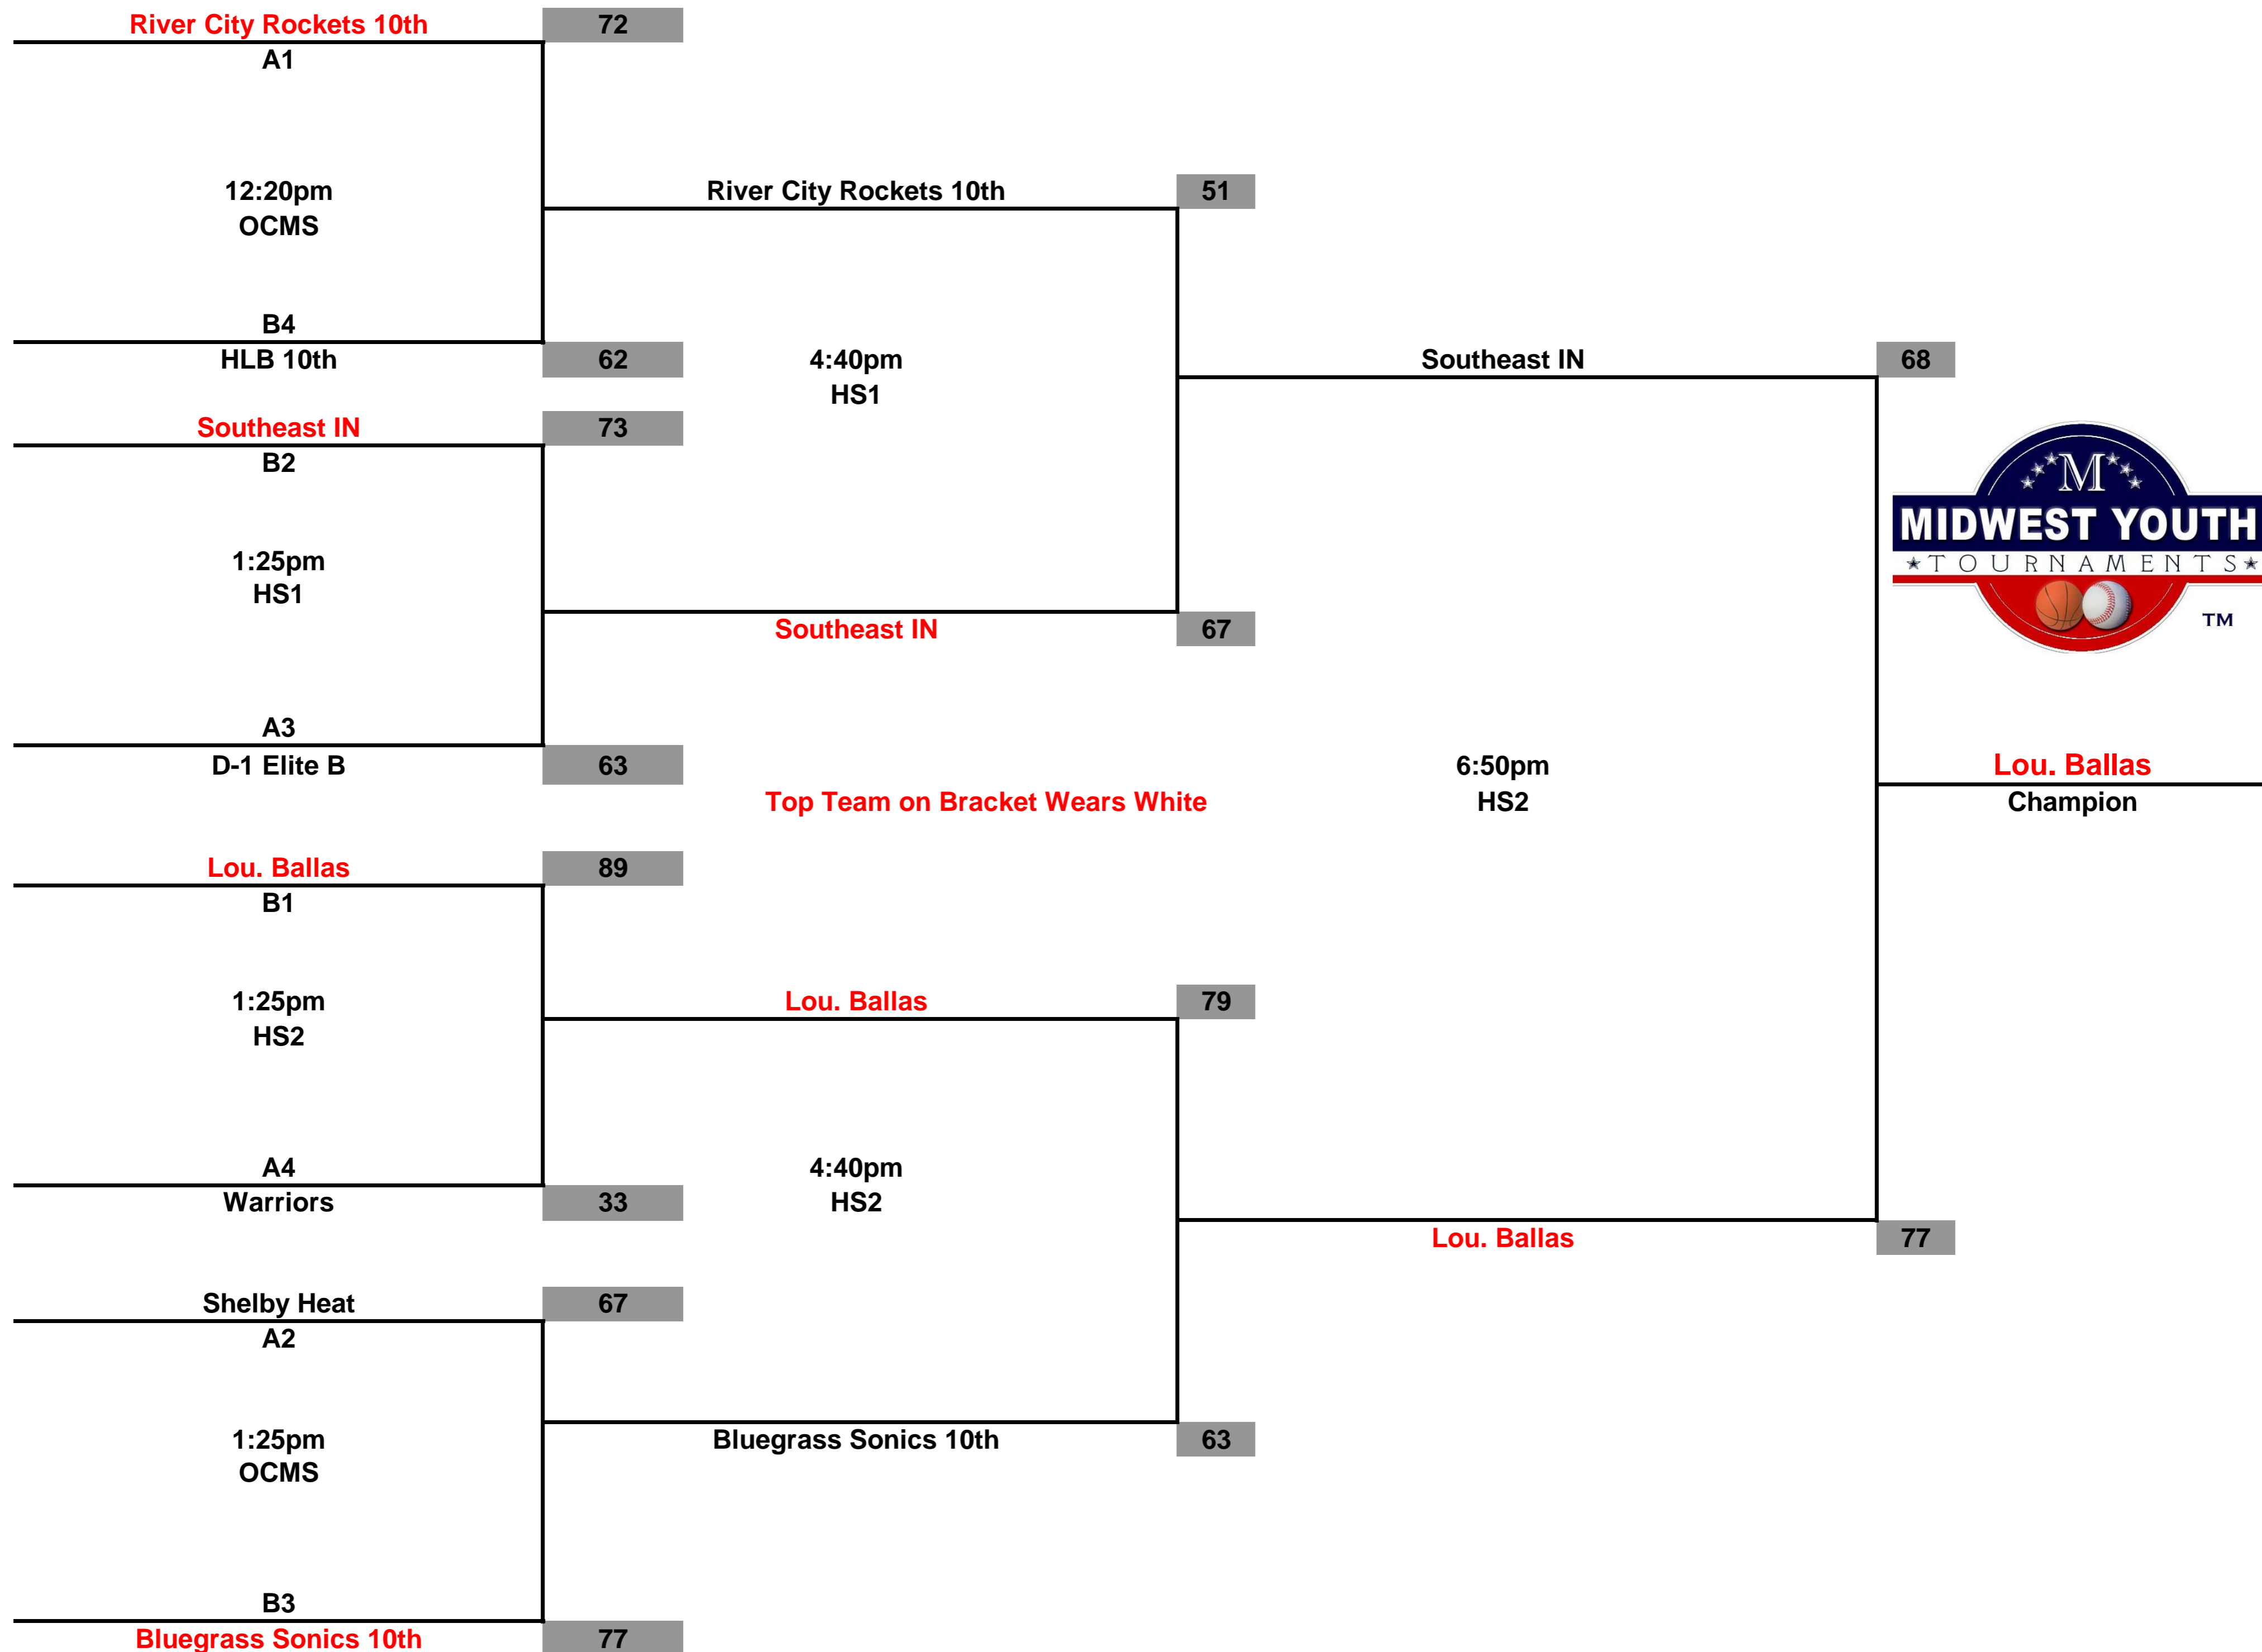 River City Rockets 10th 72
A1
12:20pm
OCMS
River City Rockets 10th 51
B4
HLB 10th 62
4:40pm
HS1
Southeast IN 68
Southeast IN 73
B2
1:25pm
HS1
Southeast IN 67
A3
D-1 Elite B 63
Top Team on Bracket Wears White
6:50pm
HS2
M
MIDWEST YOUTH
TOURNAMENTS
TM
Lou. Ballas
Champion
Lou. Ballas 89
B1
1:25pm
HS2
Lou. Ballas 79
A4
Warriors 33
4:40pm
HS2
Lou. Ballas 77
Shelby Heat 67
A2
1:25pm
OCMS
Bluegrass Sonics 10th 63
B3
Bluegrass Sonics 10th 77